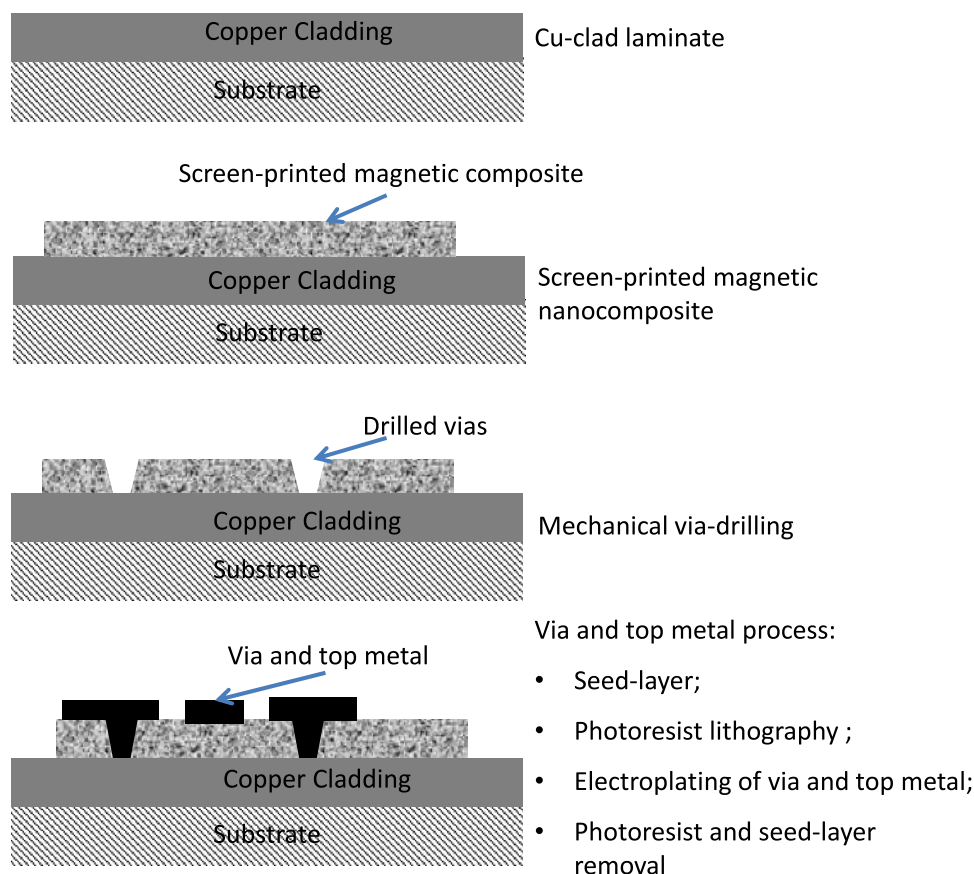 Copper Cladding
Cu-clad laminate
Substrate
Screen-printed magnetic composite
Copper Cladding
Screen-printed magnetic
nanocomposite
Substrate
Drilled vias
Copper Cladding
Mechanical via-drilling
Substrate
Via and top metal process:
Via and top metal
• Seed-layer;
• Photoresist lithography ;
• Electroplating of via and top metal;
Copper Cladding
• Photoresist and seed-layer
removal
Substrate